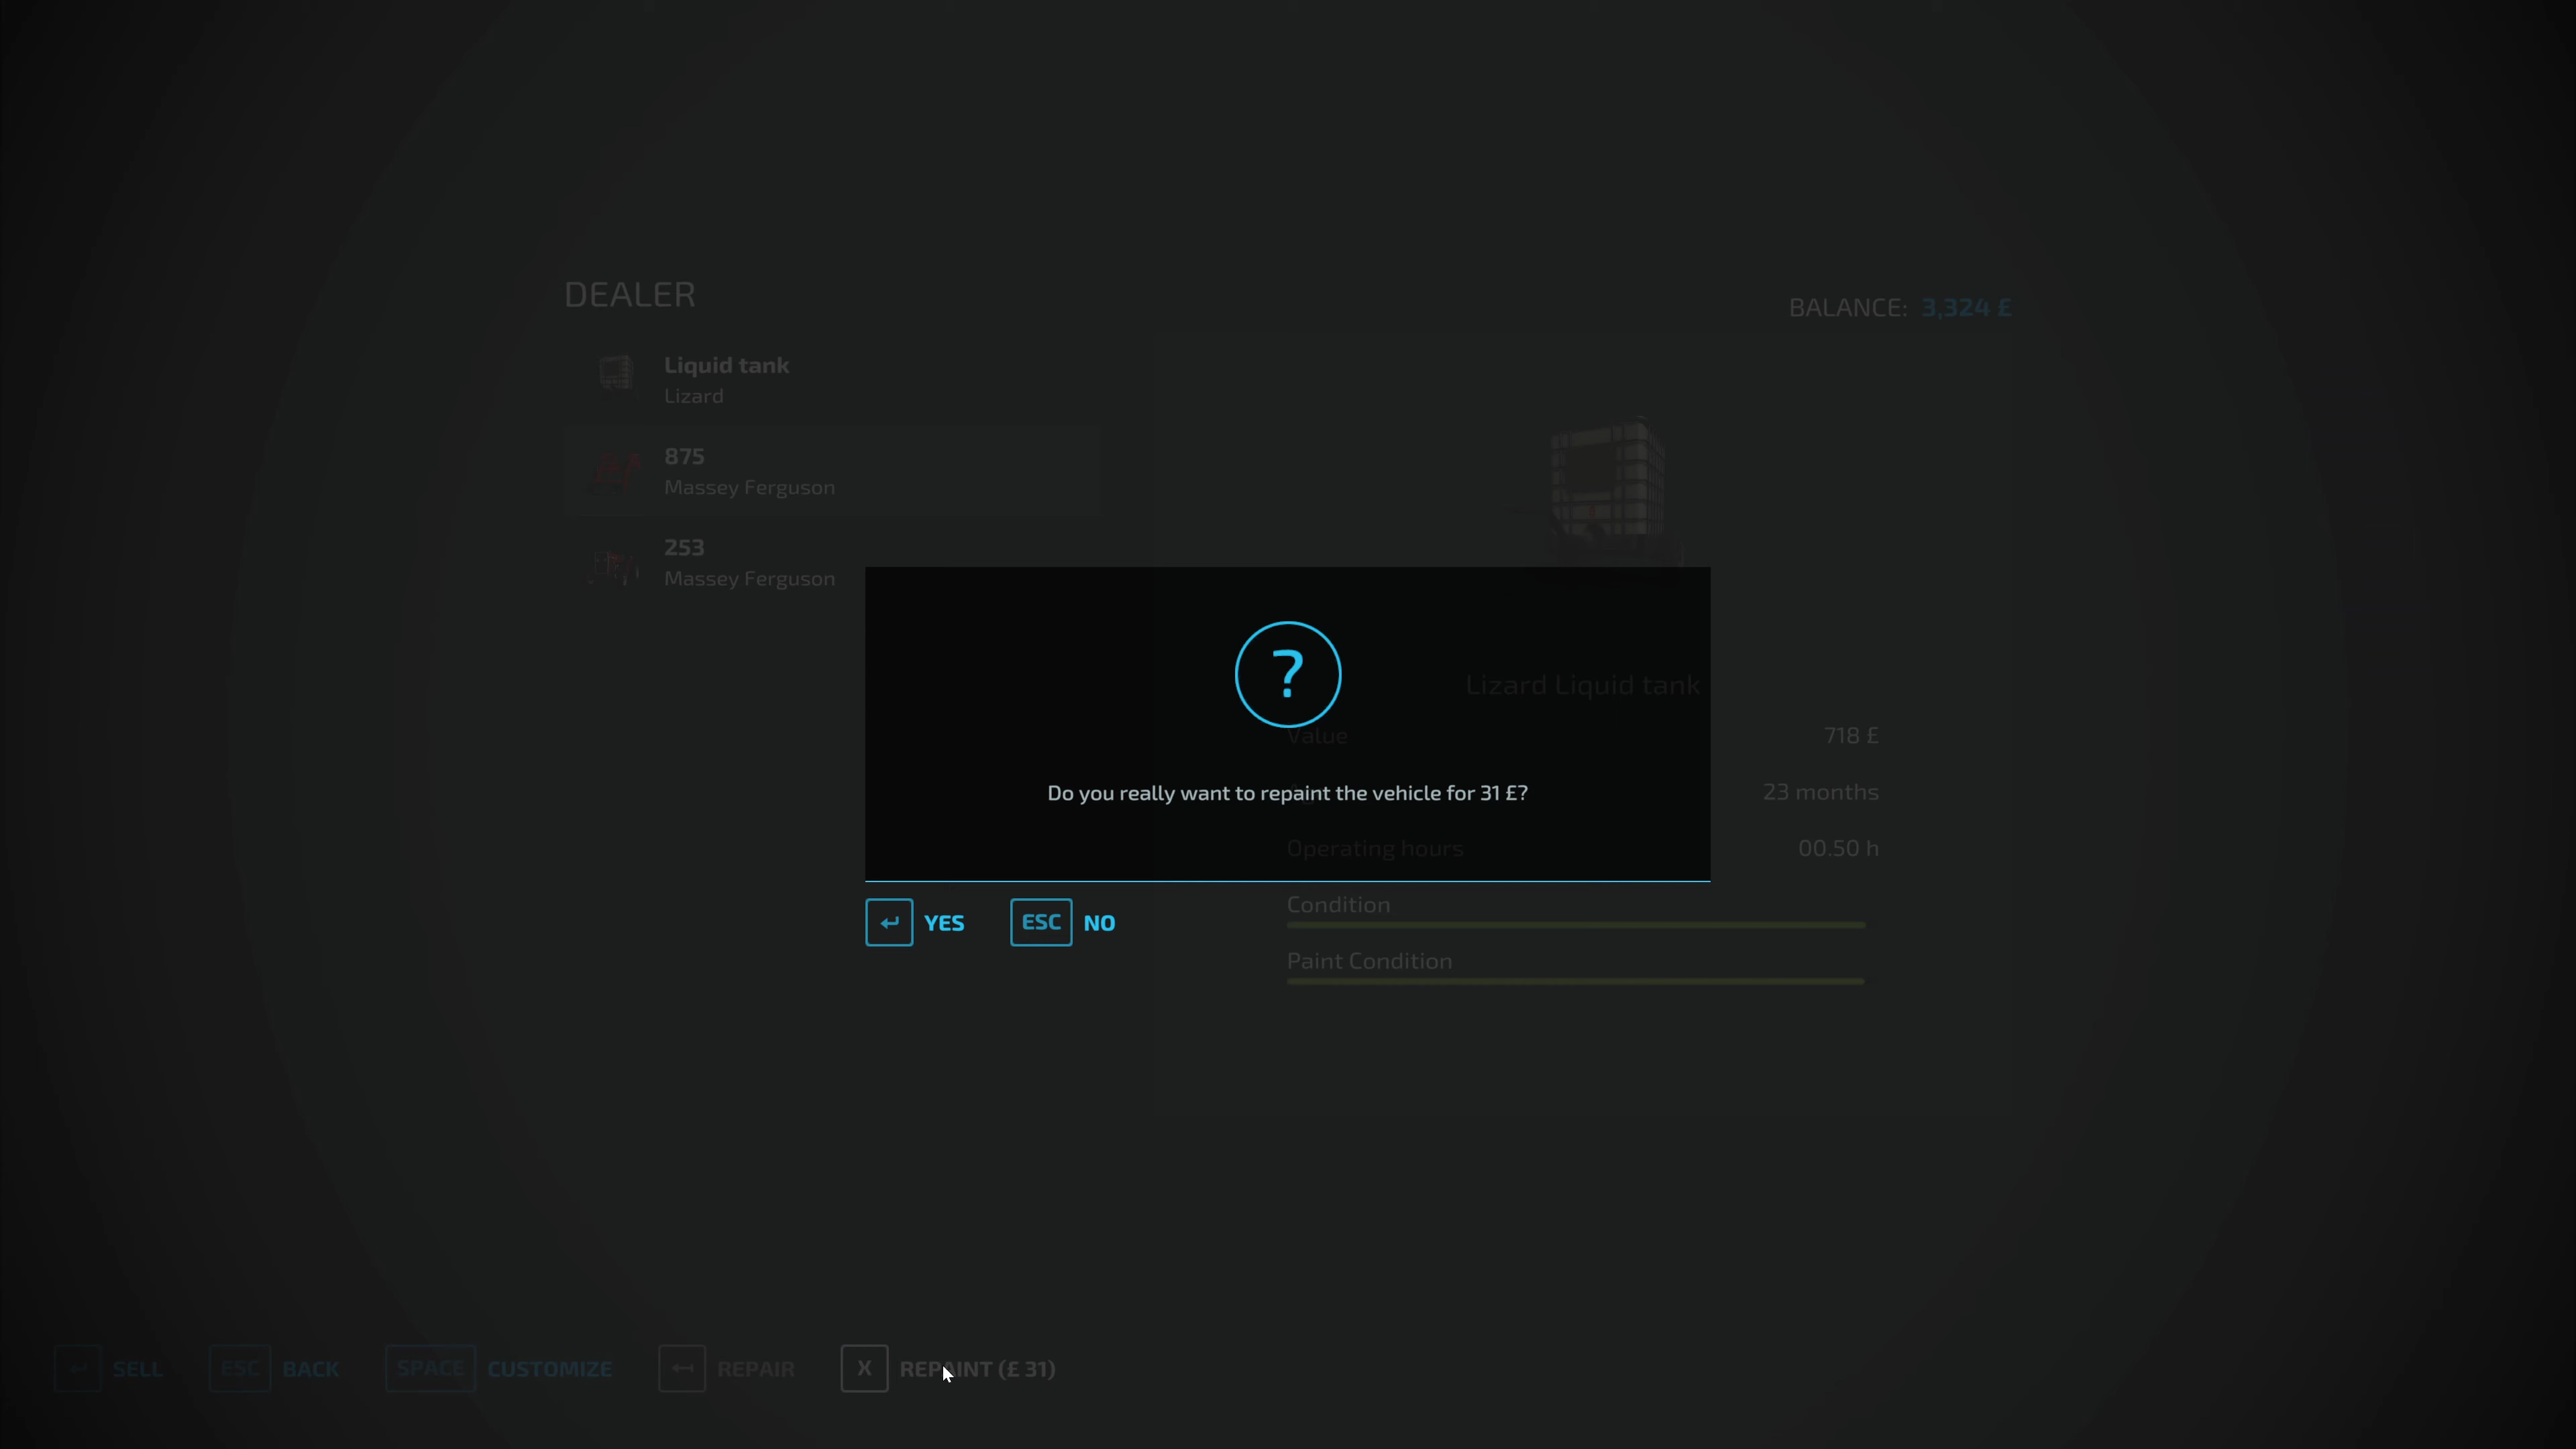 DEALER
BALANCE: 3,324 £
Liquid tank
Lizard
875
Massey Ferguson
253
Massey Ferguson
?
Lizard Liquid tank
Value 718 £
Do you really want to repaint the vehicle for 31 £?
23 months
Operating hours 00.50 h
Condition
↵ YES ESC NO
Paint Condition
↵ SELL ESC BACK SPACE CUSTOMIZE REPAIR X REPAINT (£ 31)